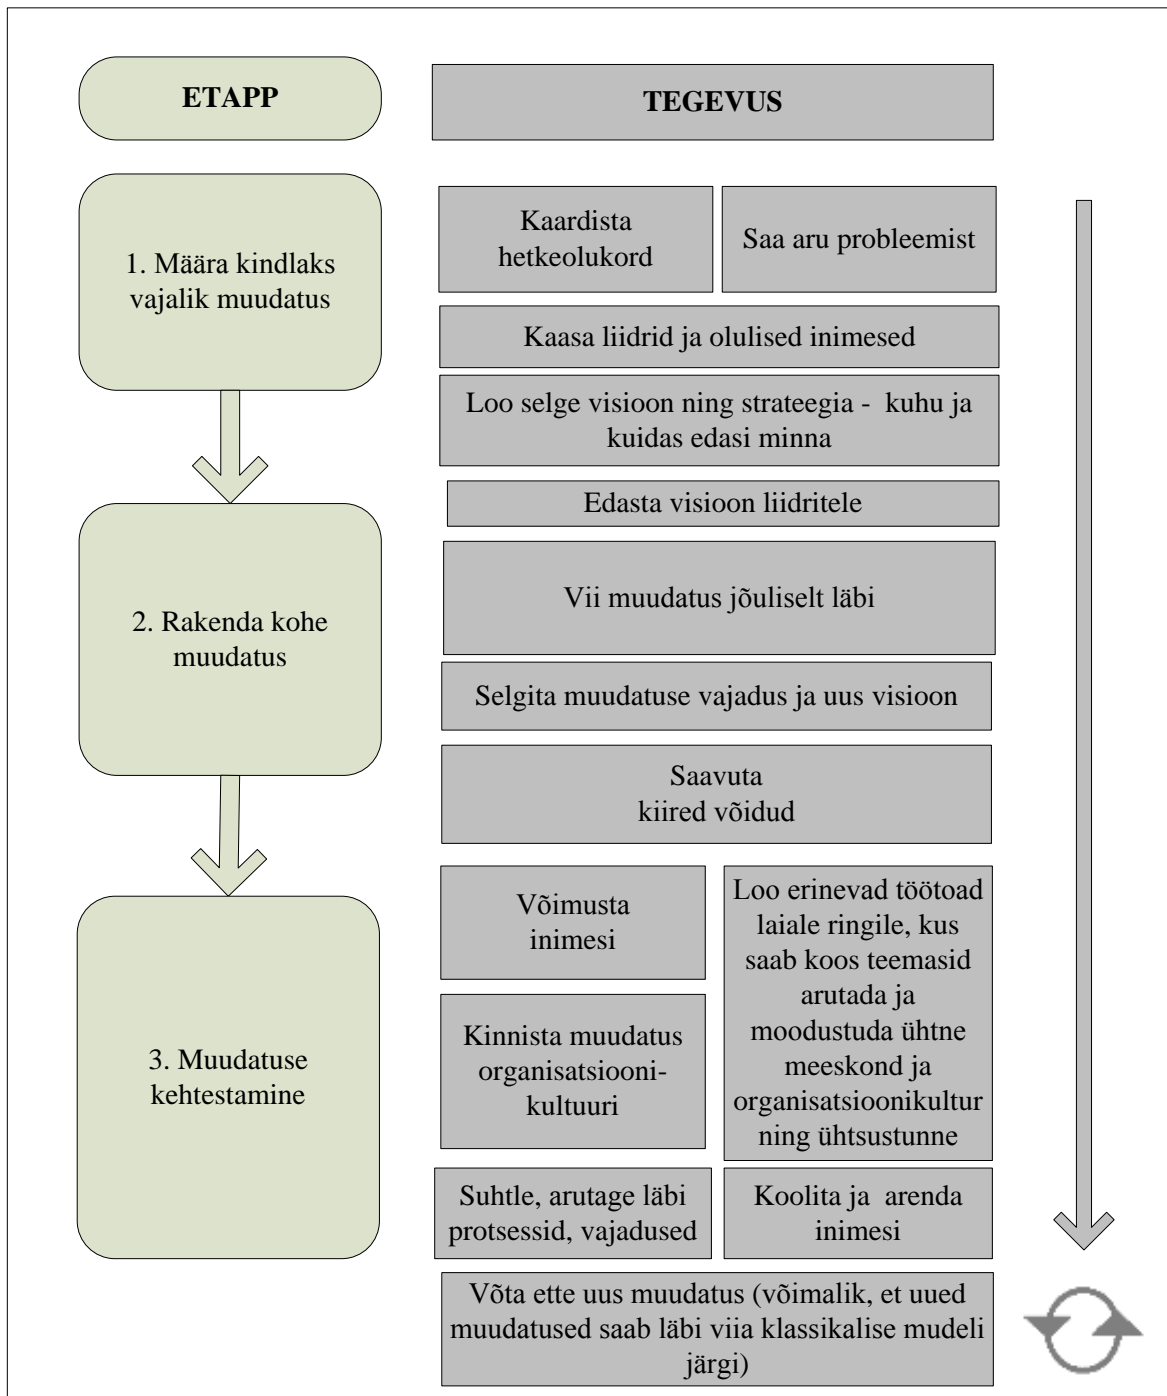 ETAPP
TEGEVUS
1. Määra kindlaks
vajalik muudatus
Kaardista
hetkeolukord
Saa aru probleemist
Kaasa liidrid ja olulised inimesed
Loo selge visioon ning strateegia - kuhu ja
kuidas edasi minna
Edasta visioon liidritele
2. Rakenda kohe
muudatus
Vii muudatus jõuliselt läbi
Selgita muudatuse vajadus ja uus visioon
Saavuta
kiired võidud
3. Muudatuse
kehtestamine
Võimusta
inimesi
Loo erinevad töötoad
laiale ringile, kus
saab koos teemasid
arutada ja
moodustuda ühtne
meeskond ja
organisatsioonikultur
ning ühtsustunne
Kinnista muudatus
organisatsiooni-
kultuuri
Suhtle, arutage läbi
protsessid, vajadused
Koolita ja arenda
inimesi
Võta ette uus muudatus (võimalik, et uued
muudatused saab läbi viia klassikalise mudeli
järgi)